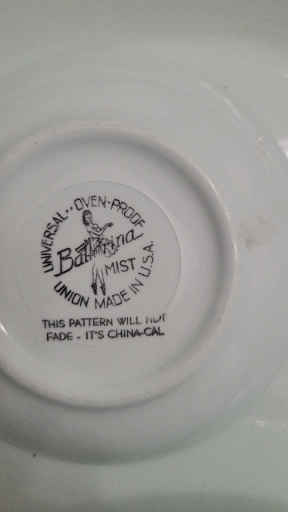 UNIVERSAL · OVEN-PROOF
Ballerina
MIST
UNION MADE IN U.S.A.
THIS PATTERN WILL NOT
FADE - IT'S CHINA-CAL